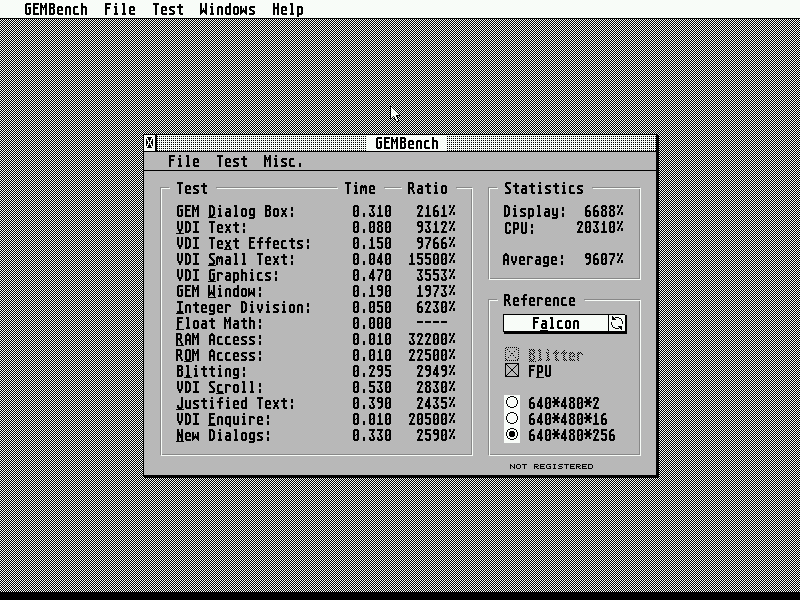 GEMBench File Test Windows Help
GEMBench
File Test Misc.
Test Time Ratio
GEM Dialog Box: 0.310 2161%
VDI Text: 0.080 9312%
VDI Text Effects: 0.150 9766%
VDI Small Text: 0.040 15500%
VDI Graphics: 0.470 3553%
GEM Window: 0.190 1973%
Integer Division: 0.050 6230%
Float Math: 0.000 ----
RAM Access: 0.010 32200%
ROM Access: 0.010 22500%
Blitting: 0.295 2949%
VDI Scroll: 0.530 2830%
Justified Text: 0.390 2435%
VDI Enquire: 0.010 20500%
New Dialogs: 0.330 2590%
Statistics
Display: 6688%
CPU: 20310%
Average: 9607%
Reference
Falcon
Blitter
FPU
640*480*2
640*480*16
640*480*256
NOT REGISTERED